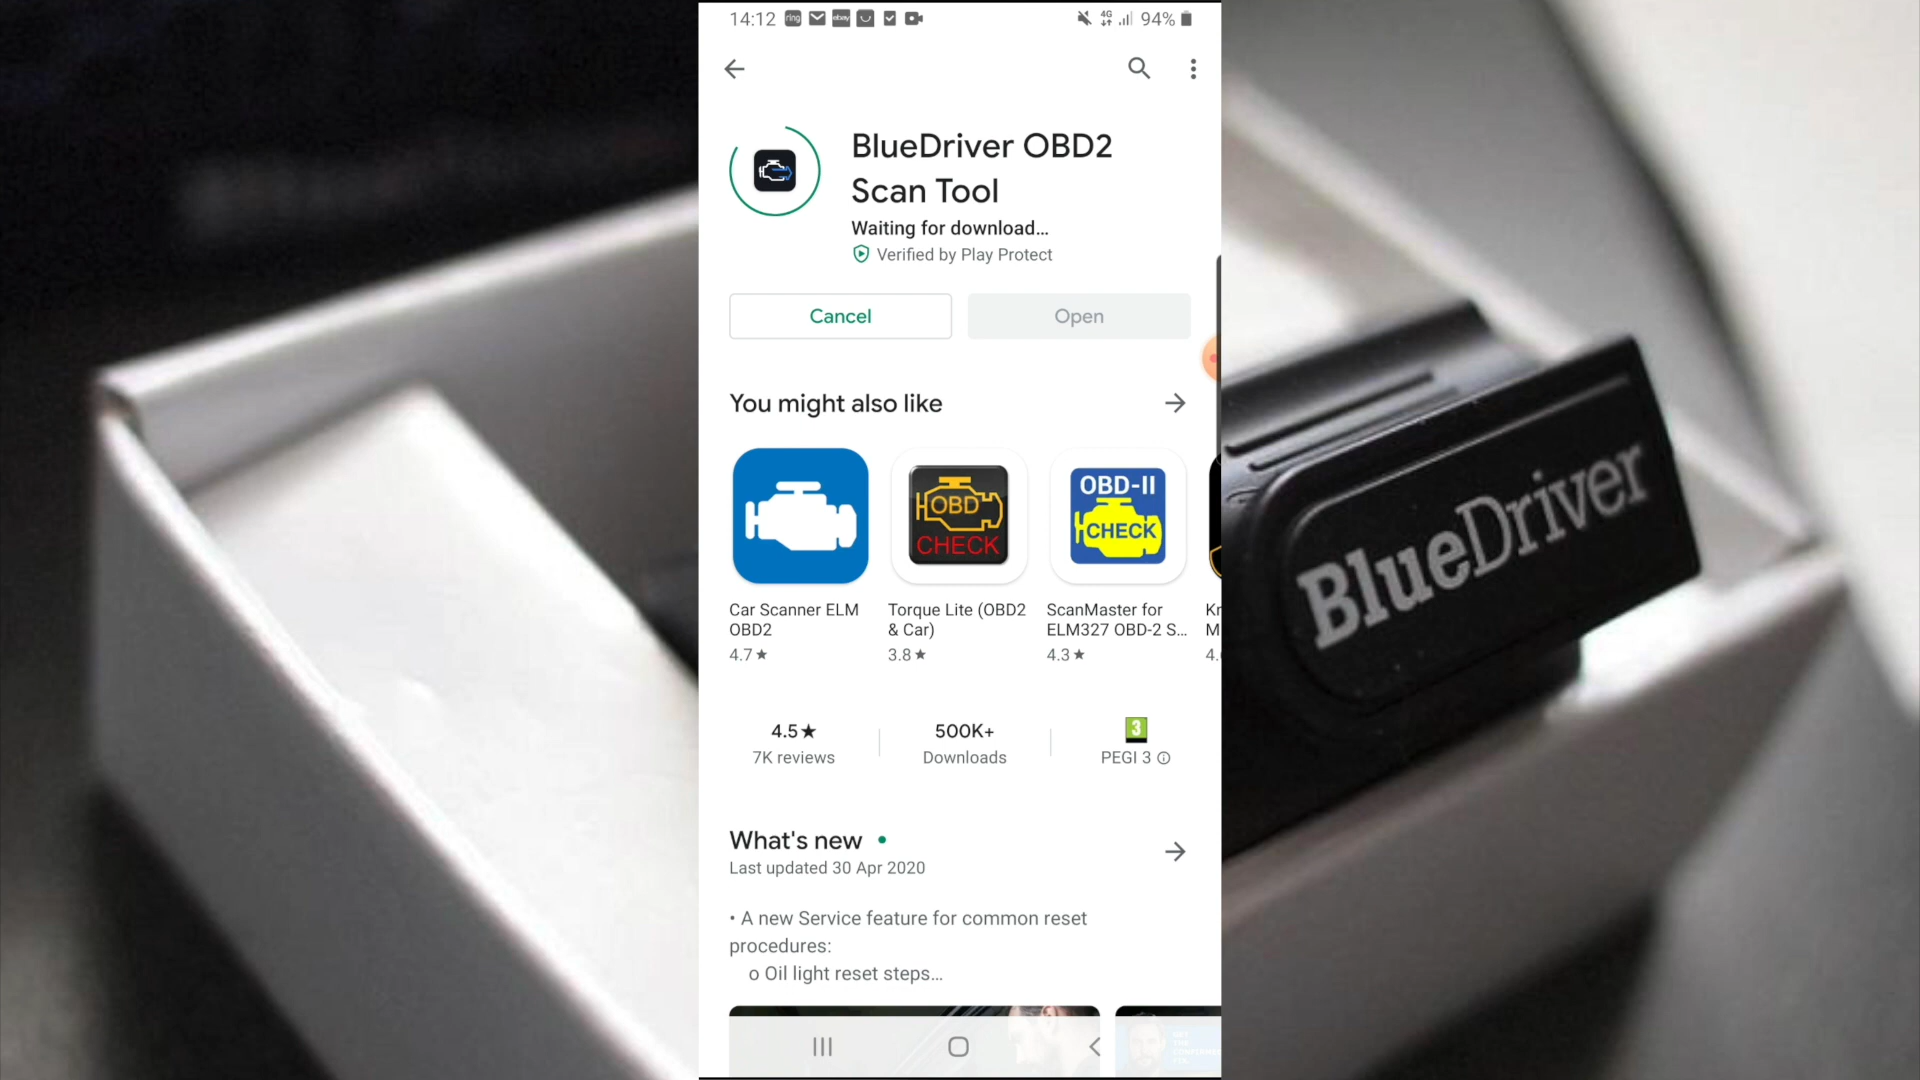 14:12
ring
ebay
4G
94%
BlueDriver OBD2
Scan Tool
Waiting for download...
Verified by Play Protect
Cancel
Open
You might also like
OBD
CHECK
OBD-II
CHECK
Car Scanner ELM
OBD2
4.7★
Torque Lite (OBD2
& Car)
3.8★
ScanMaster for
ELM327 OBD-2 S...
4.3★
4.5★
7K reviews
500K+
Downloads
3
PEGI 3
What's new
Last updated 30 Apr 2020
• A new Service feature for common reset
procedures:
o Oil light reset steps...
BlueDriver